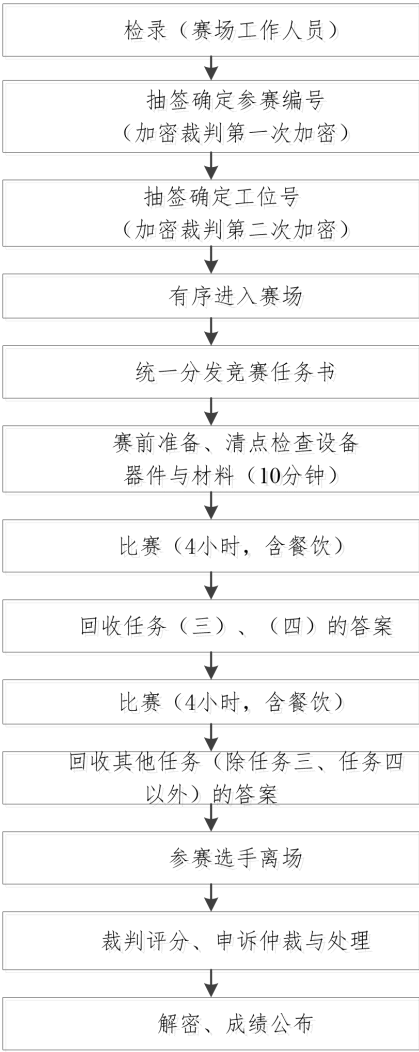 检录（赛场工作人员）
抽签确定参赛编号
（加密裁判第一次加密）
抽签确定工位号
（加密裁判第二次加密）
有序进入赛场
统一分发竞赛任务书
赛前准备、清点检查设备
器件与材料（10分钟）
比赛（4小时，含餐饮）
回收任务（三）、（四）的答案
比赛（4小时，含餐饮）
回收其他任务（除任务三、任务四
以外）的答案
参赛选手离场
裁判评分、申诉仲裁与处理
解密、成绩公布